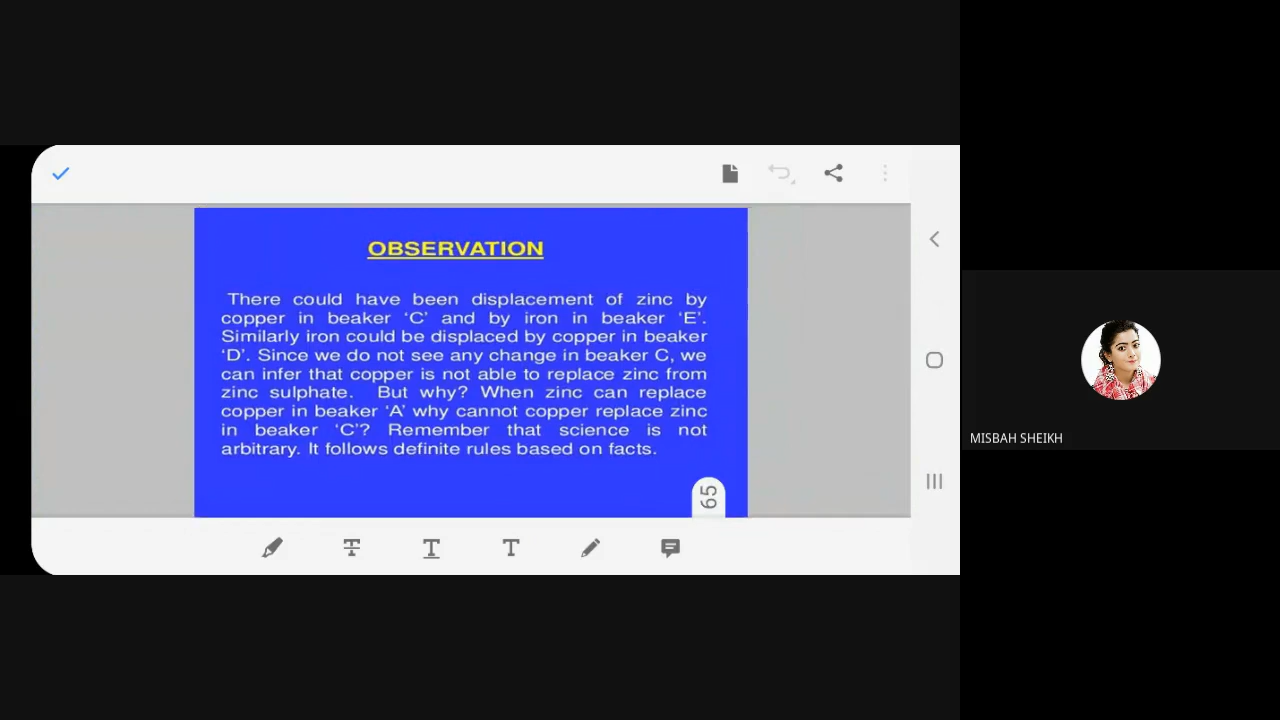 OBSERVATION
There could have been displacement of zinc by
copper in beaker ‘C’ and by iron in beaker ‘E’.
Similarly iron could be displaced by copper in beaker
‘D’. Since we do not see any change in beaker C, we
can infer that copper is not able to replace zinc from
zinc sulphate. But why? When zinc can replace
copper in beaker ‘A’ why cannot copper replace zinc
in beaker ‘C’? Remember that science is not
arbitrary. It follows definite rules based on facts.
65
MISBAH SHEIKH